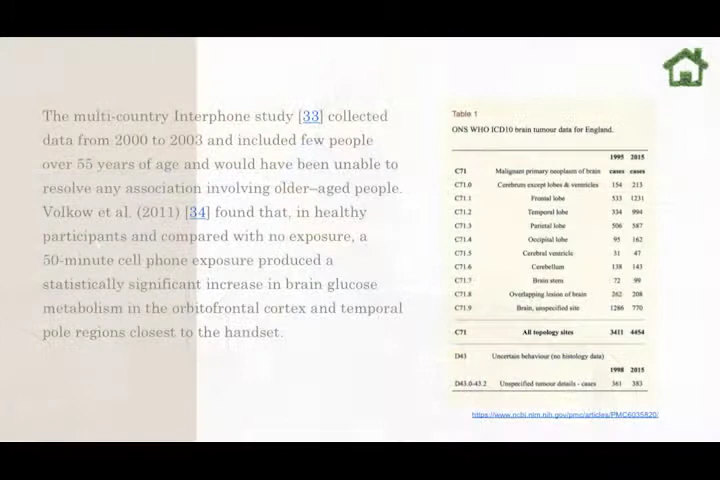 The multi-country Interphone study [33] collected
data from 2000 to 2003 and included few people
over 55 years of age and would have been unable to
resolve any association involving older–aged people.
Volkow et al. (2011) [34] found that, in healthy
participants and compared with no exposure, a
50-minute cell phone exposure produced a
statistically significant increase in brain glucose
metabolism in the orbitofrontal cortex and temporal
pole regions closest to the handset.
Table 1
ONS WHO ICD10 brain tumour data for England.
1995 2015
C71 Malignant primary neoplasm of brain cases cases
C71.0 Cerebrum except lobes & ventricles 154 213
C71.1 Frontal lobe 533 1231
C71.2 Temporal lobe 334 994
C71.3 Parietal lobe 506 587
C71.4 Occipital lobe 95 162
C71.5 Cerebral ventricle 31 47
C71.6 Cerebellum 138 143
C71.7 Brain stem 72 99
C71.8 Overlapping lesion of brain 262 208
C71.9 Brain, unspecified site 1286 770
C71 All topology sites 3411 4454
D43 Uncertain behaviour (no histology data)
1998 2015
D43.0-43.2 Unspecified tumour details - cases 361 383
https://www.ncbi.nlm.nih.gov/pmc/articles/PMC6035820/